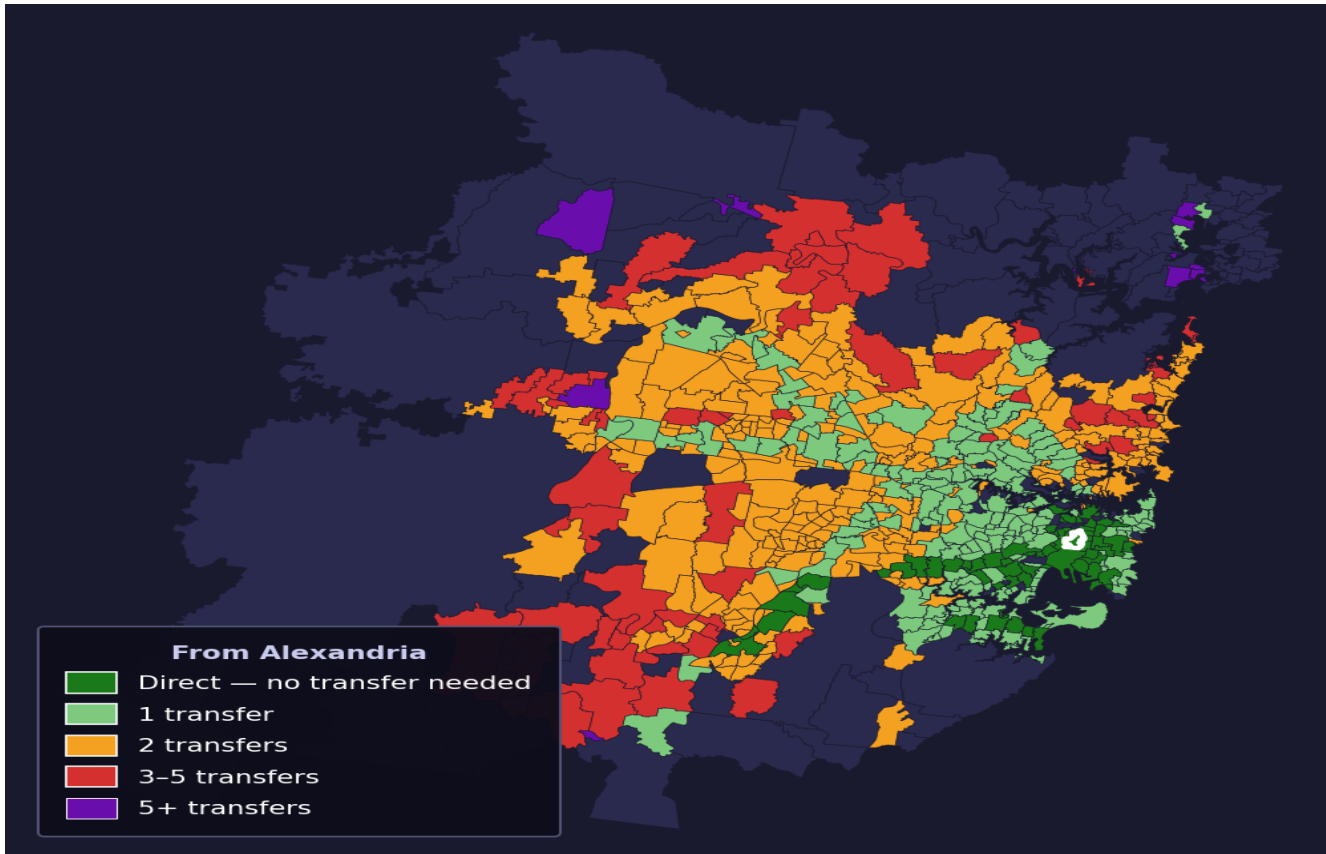 From Alexandria
Direct — no transfer needed
1 transfer
2 transfers
3–5 transfers
5+ transfers